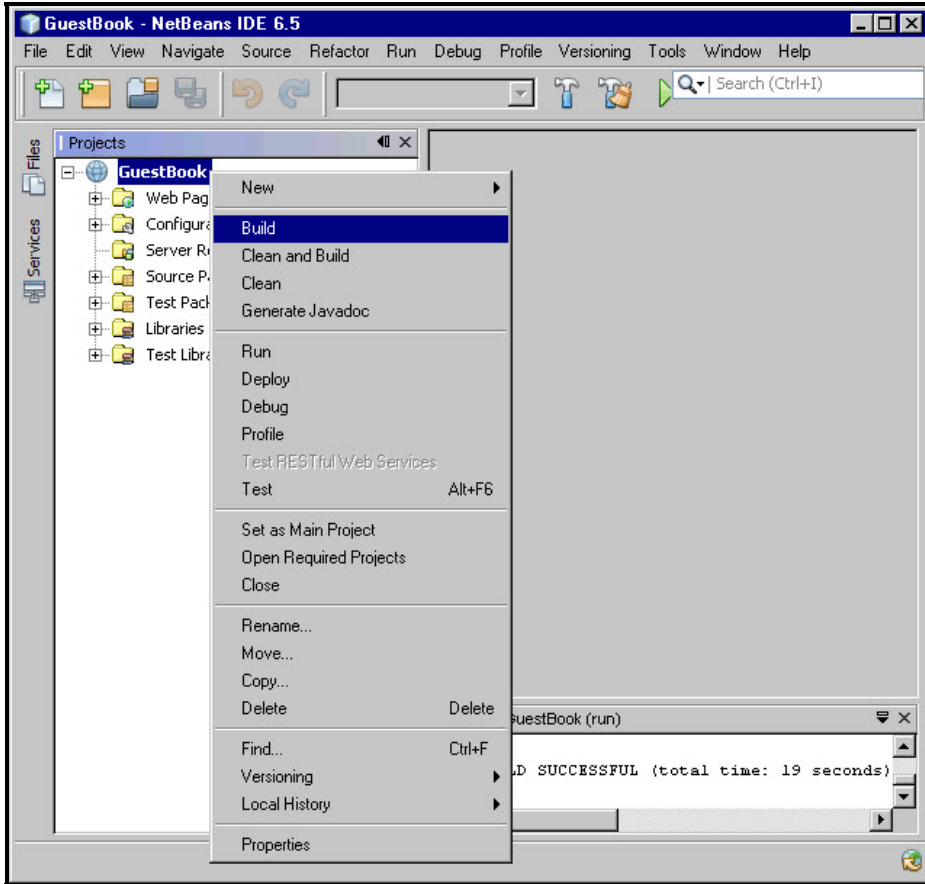 GuestBook - NetBeans IDE 6.5
File Edit View Navigate Source Refactor Run Debug Profile Versioning Tools Window Help
Search (Ctrl+I)
Files
Services
Projects
GuestBook
Web Pag
Configura
Server R
Source P
Test Pack
Libraries
Test Libra
New
Build
Clean and Build
Clean
Generate Javadoc
Run
Deploy
Debug
Profile
Test RESTful Web Services
Test Alt+F6
Set as Main Project
Open Required Projects
Close
Rename...
Move...
Copy...
Delete Delete
Find... Ctrl+F
Versioning
Local History
Properties
GuestBook (run)
LD SUCCESSFUL (total time: 19 seconds)